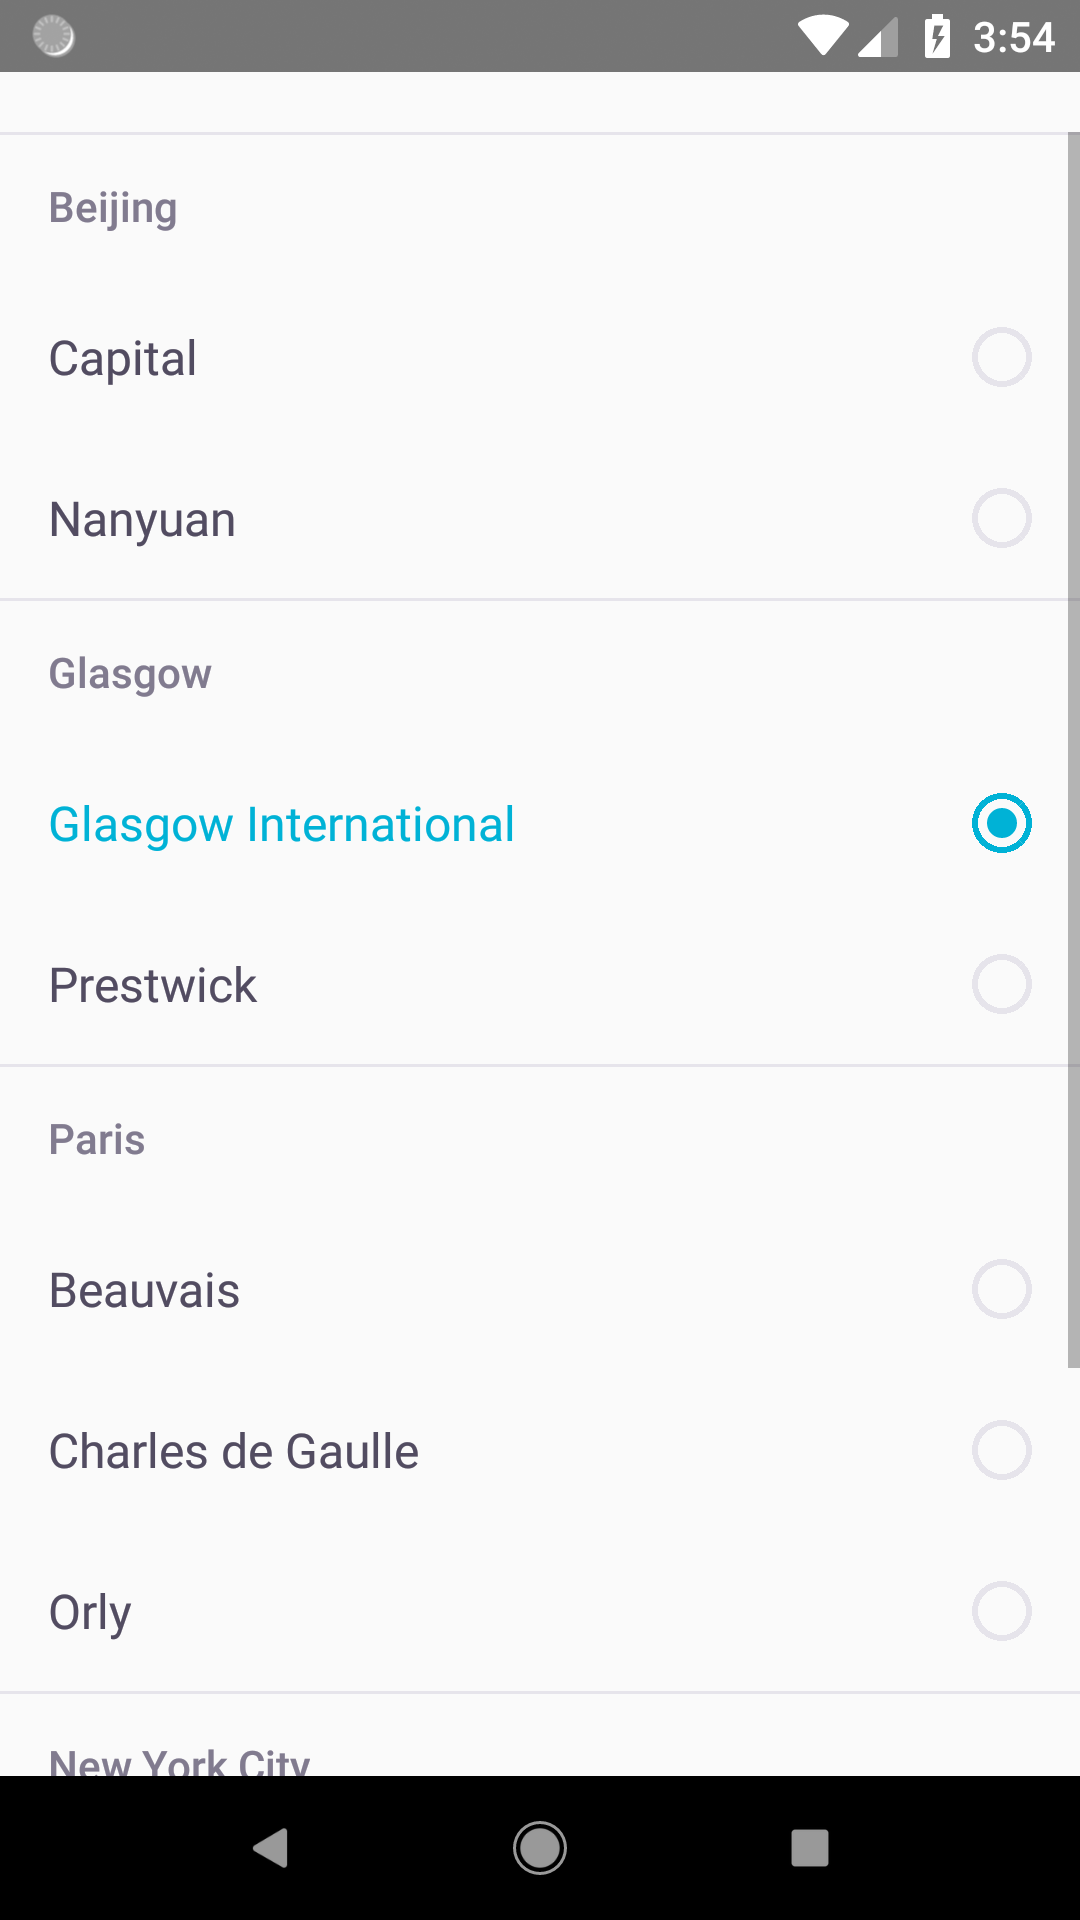 3:54
Beijing
Capital
Nanyuan
Glasgow
Glasgow International
Prestwick
Paris
Beauvais
Charles de Gaulle
Orly
New York City